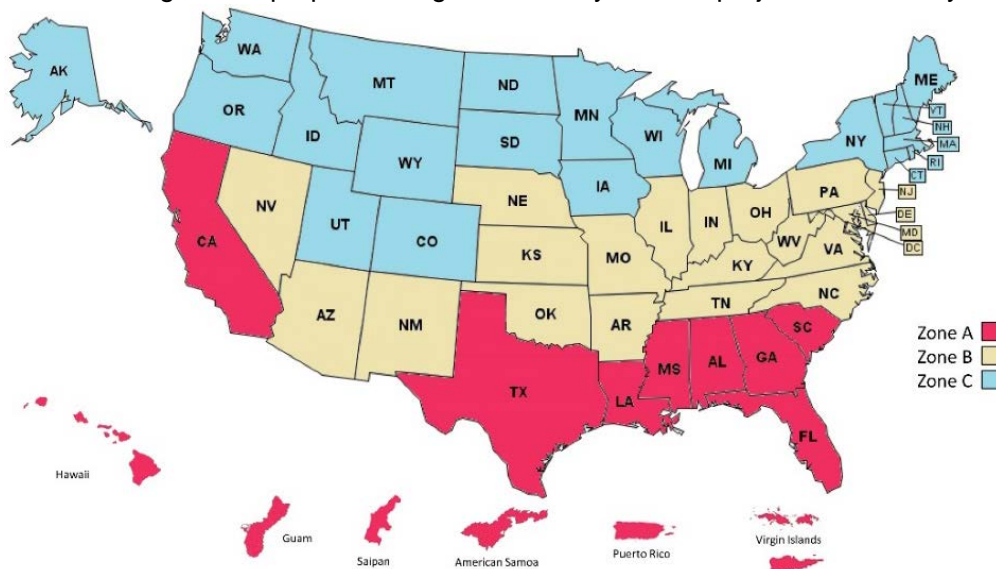 WA
AK
MT
ND
ME
MN
VT
OR
NH
NY
ID
SD
WI
MA
MI
RI
WY
CT
IA
PA
NJ
NE
NV
OH
IL
IN
DE
UT
CO
MD
WV
DC
CA
VA
KS
MO
KY
NC
TN
AZ
OK
NM
AR
SC
Zone A
Zone B
Zone C
MS
AL
GA
TX
LA
FL
Hawaii
Guam
Saipan
American Samoa
Puerto Rico
Virgin Islands